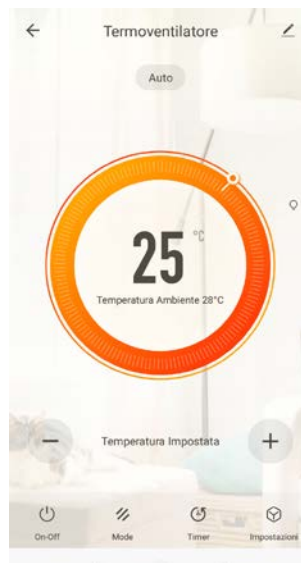 Termoventilatore
Auto
25 °C
Temperatura Ambiente 28°C
Temperatura Impostata
On-Off
Mode
Timer
Impostazioni